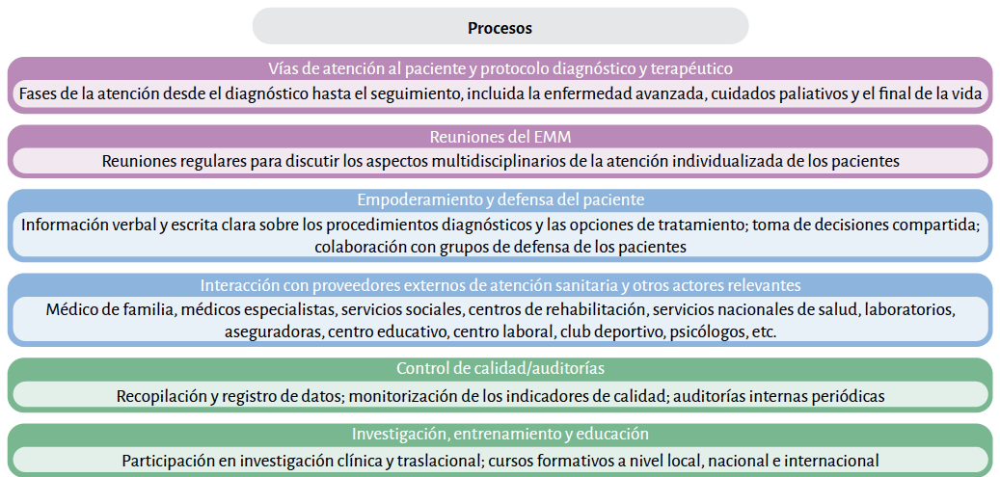 Procesos
Vías de atención al paciente y protocolo diagnóstico y terapéutico
Fases de la atención desde el diagnóstico hasta el seguimiento, incluida la enfermedad avanzada, cuidados paliativos y el final de la vida
Reuniones del EMM
Reuniones regulares para discutir los aspectos multidisciplinarios de la atención individualizada de los pacientes
Empoderamiento y defensa del paciente
Información verbal y escrita clara sobre los procedimientos diagnósticos y las opciones de tratamiento; toma de decisiones compartida;
colaboración con grupos de defensa de los pacientes
Interacción con proveedores externos de atención sanitaria y otros actores relevantes
Médico de familia, médicos especialistas, servicios sociales, centros de rehabilitación, servicios nacionales de salud, laboratorios,
aseguradoras, centro educativo, centro laboral, club deportivo, psicólogos, etc.
Control de calidad/auditorías
Recopilación y registro de datos; monitorización de los indicadores de calidad; auditorías internas periódicas
Investigación, entrenamiento y educación
Participación en investigación clínica y traslacional; cursos formativos a nivel local, nacional e internacional